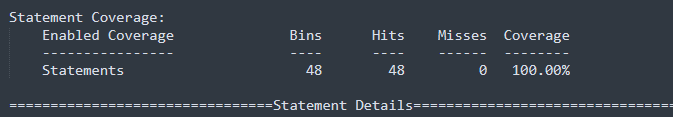 Statement Coverage:
    Enabled Coverage              Bins      Hits    Misses  Coverage
    ----------------              ----      ----    ------  --------
    Statements                      48        48         0   100.00%
================================Statement Details================================